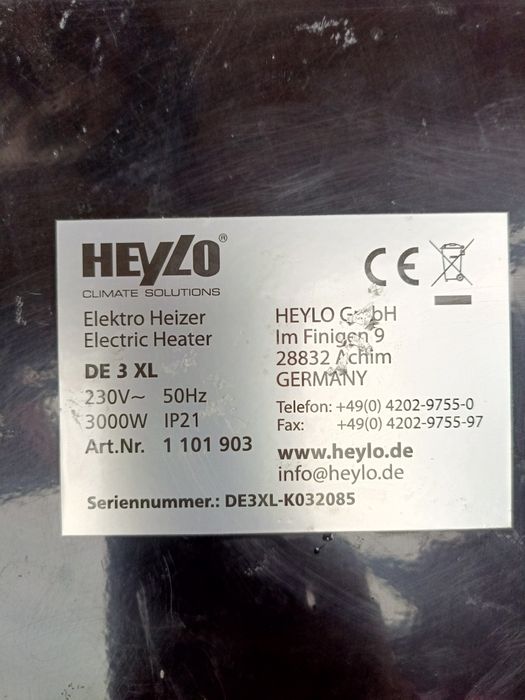 HEYLO®
CLIMATE SOLUTIONS
Elektro Heizer
Electric Heater
DE 3 XL
230V~ 50Hz
3000W IP21
Art.Nr. 1 101 903
CE
HEYLO GmbH
Im Finigen 9
28832 Achim
GERMANY
Telefon: +49(0) 4202-9755-0
Fax: +49(0) 4202-9755-97
www.heylo.de
info@heylo.de
Seriennummer.: DE3XL-K032085